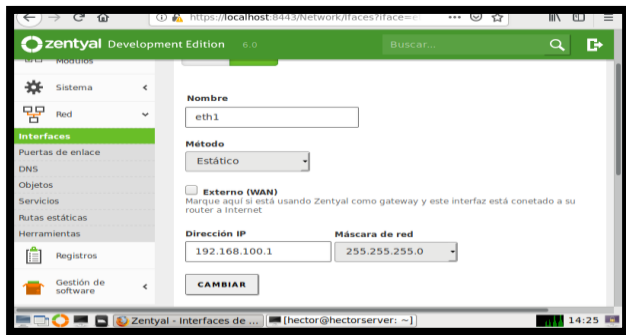 https://localhost:8443/Network/Ifaces?iface=e
zentyal Development Edition 6.0
Buscar...
Módulos
Sistema
Red
Interfaces
Puertas de enlace
DNS
Objetos
Servicios
Rutas estáticas
Herramientas
Registros
Gestión de
software
Nombre
eth1
Método
Estático
Externo (WAN)
Marque aquí si está usando Zentyal como gateway y este interfaz está conetado a su
router a Internet
Dirección IP
Máscara de red
192.168.100.1
255.255.255.0
CAMBIAR
Zentyal - Interfaces de ...
[hector@hectorserver: ~]
14:25